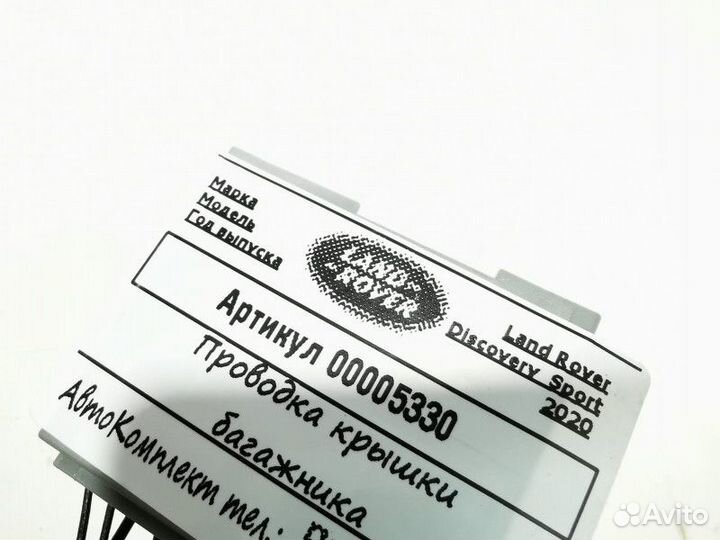 Марка
Модель
Год выпуска
LAND
ROVER
Land Rover
Discovery Sport
2020
Артикул 00005330
Проводка крышки
багажника
АвтоКомплект тел.:
Avito